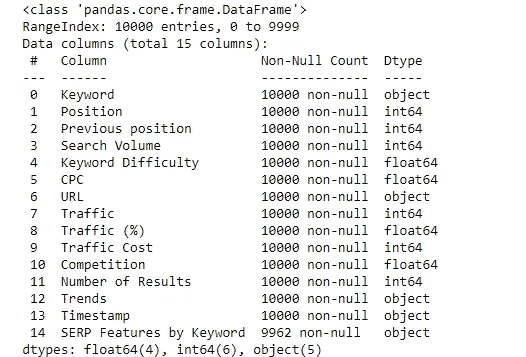 <class 'pandas.core.frame.DataFrame'>
RangeIndex: 10000 entries, 0 to 9999
Data columns (total 15 columns):
 #   Column                   Non-Null Count  Dtype
---  ------                   --------------  -----
 0   Keyword                  10000 non-null  object
 1   Position                 10000 non-null  int64
 2   Previous position        10000 non-null  int64
 3   Search Volume            10000 non-null  int64
 4   Keyword Difficulty       10000 non-null  float64
 5   CPC                      10000 non-null  float64
 6   URL                      10000 non-null  object
 7   Traffic                  10000 non-null  int64
 8   Traffic (%)              10000 non-null  float64
 9   Traffic Cost             10000 non-null  int64
 10  Competition              10000 non-null  float64
 11  Number of Results        10000 non-null  int64
 12  Trends                   10000 non-null  object
 13  Timestamp                10000 non-null  object
 14  SERP Features by Keyword  9962 non-null   object
dtypes: float64(4), int64(6), object(5)